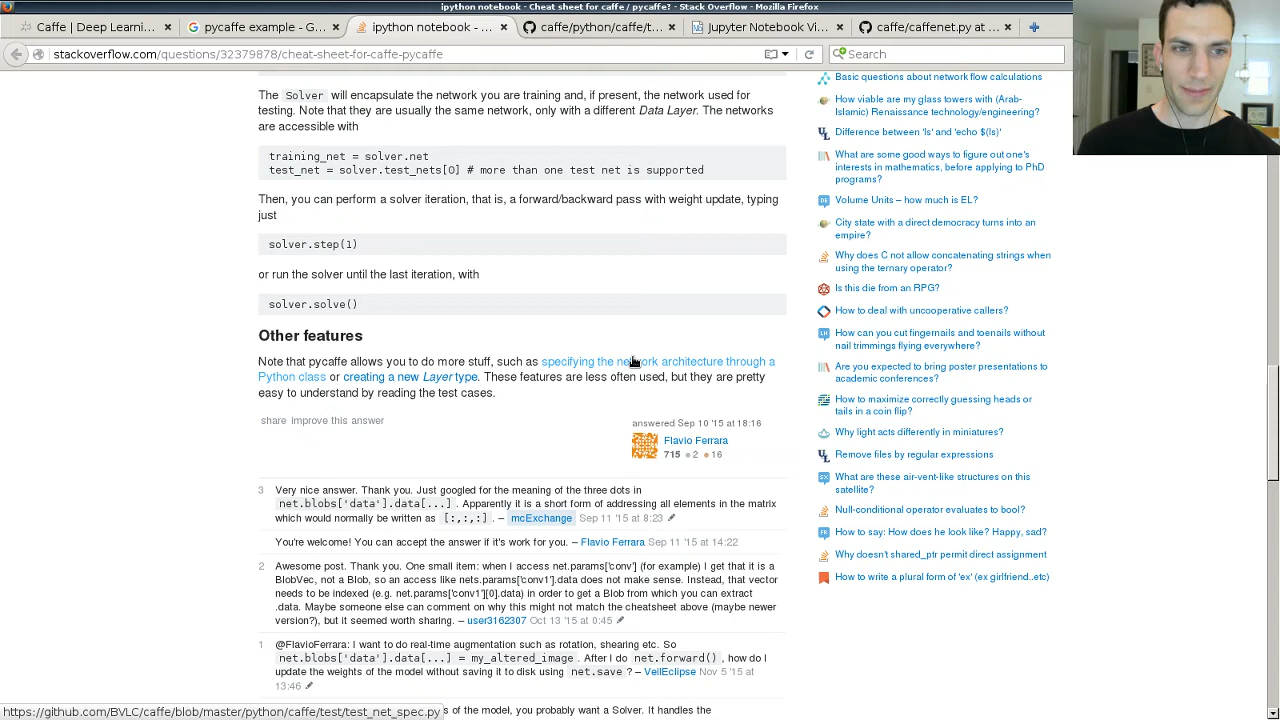 ipython notebook - Cheat sheet for caffe / pycaffe? - Stack Overflow - Mozilla Firefox
Caffe | Deep Learni...
pycaffe example - G...
ipython notebook - ...
caffe/python/caffe/t...
Jupyter Notebook Vi...
caffe/caffenet.py at ...
stackoverflow.com/questions/32379878/cheat-sheet-for-caffe-pycaffe
Search
The Solver will encapsulate the network you are training and, if present, the network used for
testing. Note that they are usually the same network, only with a different Data Layer. The networks
are accessible with
training_net = solver.net
test_net = solver.test_nets[0] # more than one test net is supported
Then, you can perform a solver iteration, that is, a forward/backward pass with weight update, typing
just
solver.step(1)
or run the solver until the last iteration, with
solver.solve()
Other features
Note that pycaffe allows you to do more stuff, such as specifying the network architecture through a
Python class or creating a new Layer type. These features are less often used, but they are pretty
easy to understand by reading the test cases.
share improve this answer
answered Sep 10 '15 at 18:16
Flavio Ferrara
715 2 16
3 Very nice answer. Thank you. Just googled for the meaning of the three dots in
net.blobs['data'].data[...]. Apparently it is a short form of addressing all elements in the matrix
which would normally be written as [:,:,:]. – mcExchange Sep 11 '15 at 8:23
You're welcome! You can accept the answer if it's work for you. – Flavio Ferrara Sep 11 '15 at 14:22
2 Awesome post. Thank you. One small item: when I access net.params['conv'] (for example) I get that it is a
BlobVec, not a Blob, so an access like nets.params['conv1'].data does not make sense. Instead, that vector
needs to be indexed (e.g. net.params['conv1'][0].data) in order to get a Blob from which you can extract
.data. Maybe someone else can comment on why this might not match the cheatsheet above (maybe newer
version?), but it seemed worth sharing. – user3162307 Oct 13 '15 at 0:45
1 @FlavioFerrara: I want to do real-time augmentation such as rotation, shearing etc. So
net.blobs['data'].data[...] = my_altered_image. After I do net.forward(), how do I
update the weights of the model without saving it to disk using net.save? – VeilEclipse Nov 5 '15 at
13:46
s of the model, you probably want a Solver. It handles the
https://github.com/BVLC/caffe/blob/master/python/caffe/test/test_net_spec.py
Basic questions about network flow calculations
How viable are my glass towers with (Arab-
Islamic) Renaissance technology/engineering?
Difference between 'ls' and 'echo $(ls)'
What are some good ways to figure out one's
interests in mathematics, before applying to PhD
programs?
Volume Units – how much is EL?
City state with a direct democracy turns into an
empire?
Why does C not allow concatenating strings when
using the ternary operator?
Is this die from an RPG?
How to deal with uncooperative callers?
How can you cut fingernails and toenails without
nail trimmings flying everywhere?
Are you expected to bring poster presentations to
academic conferences?
How to maximize correctly guessing heads or
tails in a coin flip?
Why light acts differently in miniatures?
Remove files by regular expressions
What are these air-vent-like structures on this
satellite?
Null-conditional operator evaluates to bool?
How to say: How does he look like? Happy, sad?
Why doesn't shared_ptr permit direct assignment
How to write a plural form of 'ex' (ex girlfriend..etc)